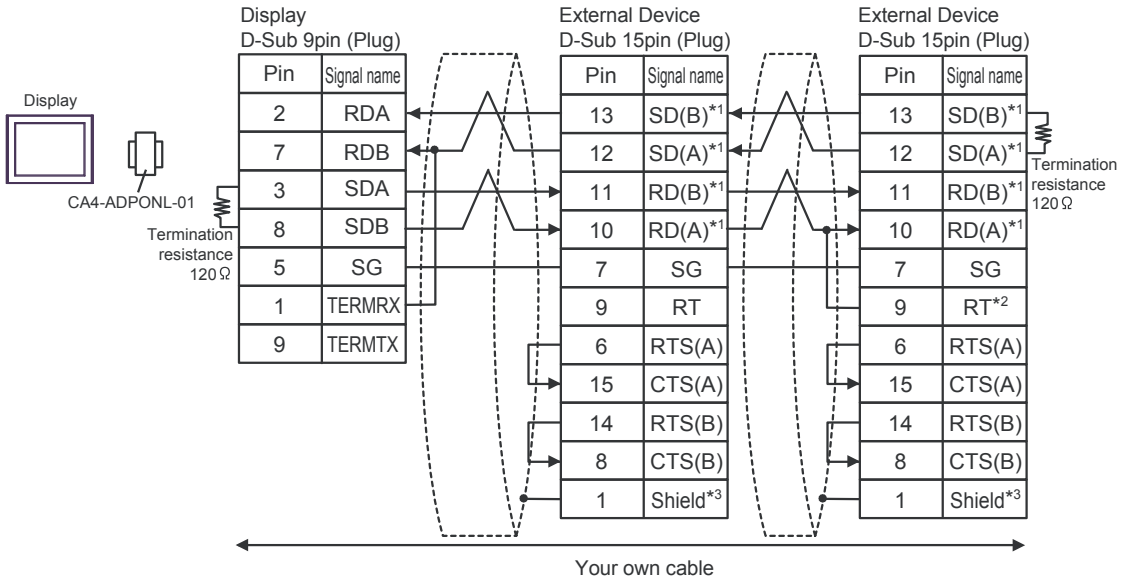 Display
CA4-ADPONL-01
Termination
resistance
120Ω
Display
D-Sub 9pin (Plug)
Pin Signal name
2 RDA
7 RDB
3 SDA
8 SDB
5 SG
1 TERMRX
9 TERMTX
External Device
D-Sub 15pin (Plug)
Pin Signal name
13 SD(B)*1
12 SD(A)*1
11 RD(B)*1
10 RD(A)*1
7 SG
9 RT
6 RTS(A)
15 CTS(A)
14 RTS(B)
8 CTS(B)
1 Shield*3
External Device
D-Sub 15pin (Plug)
Pin Signal name
13 SD(B)*1
12 SD(A)*1
11 RD(B)*1
10 RD(A)*1
7 SG
9 RT*2
6 RTS(A)
15 CTS(A)
14 RTS(B)
8 CTS(B)
1 Shield*3
Termination
resistance
120Ω
Your own cable